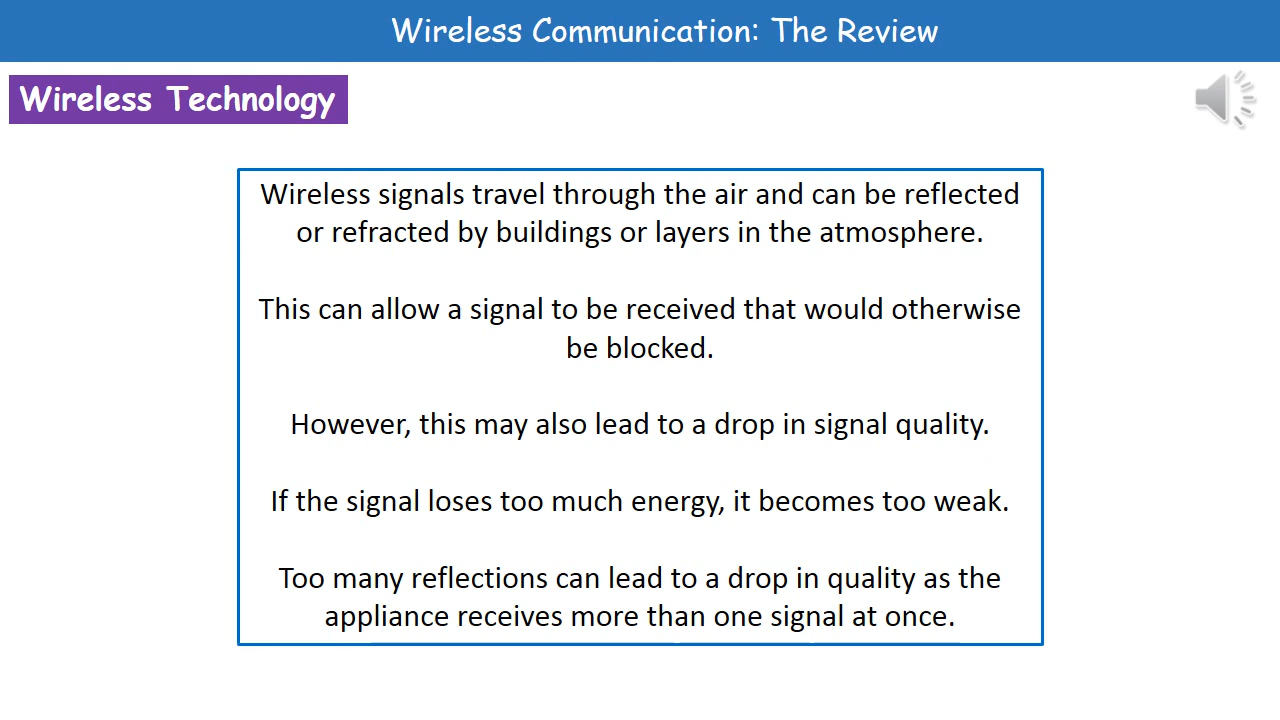 Wireless Communication: The Review
Wireless Technology
Wireless signals travel through the air and can be reflected
or refracted by buildings or layers in the atmosphere.
This can allow a signal to be received that would otherwise
be blocked.
However, this may also lead to a drop in signal quality.
If the signal loses too much energy, it becomes too weak.
Too many reflections can lead to a drop in quality as the
appliance receives more than one signal at once.